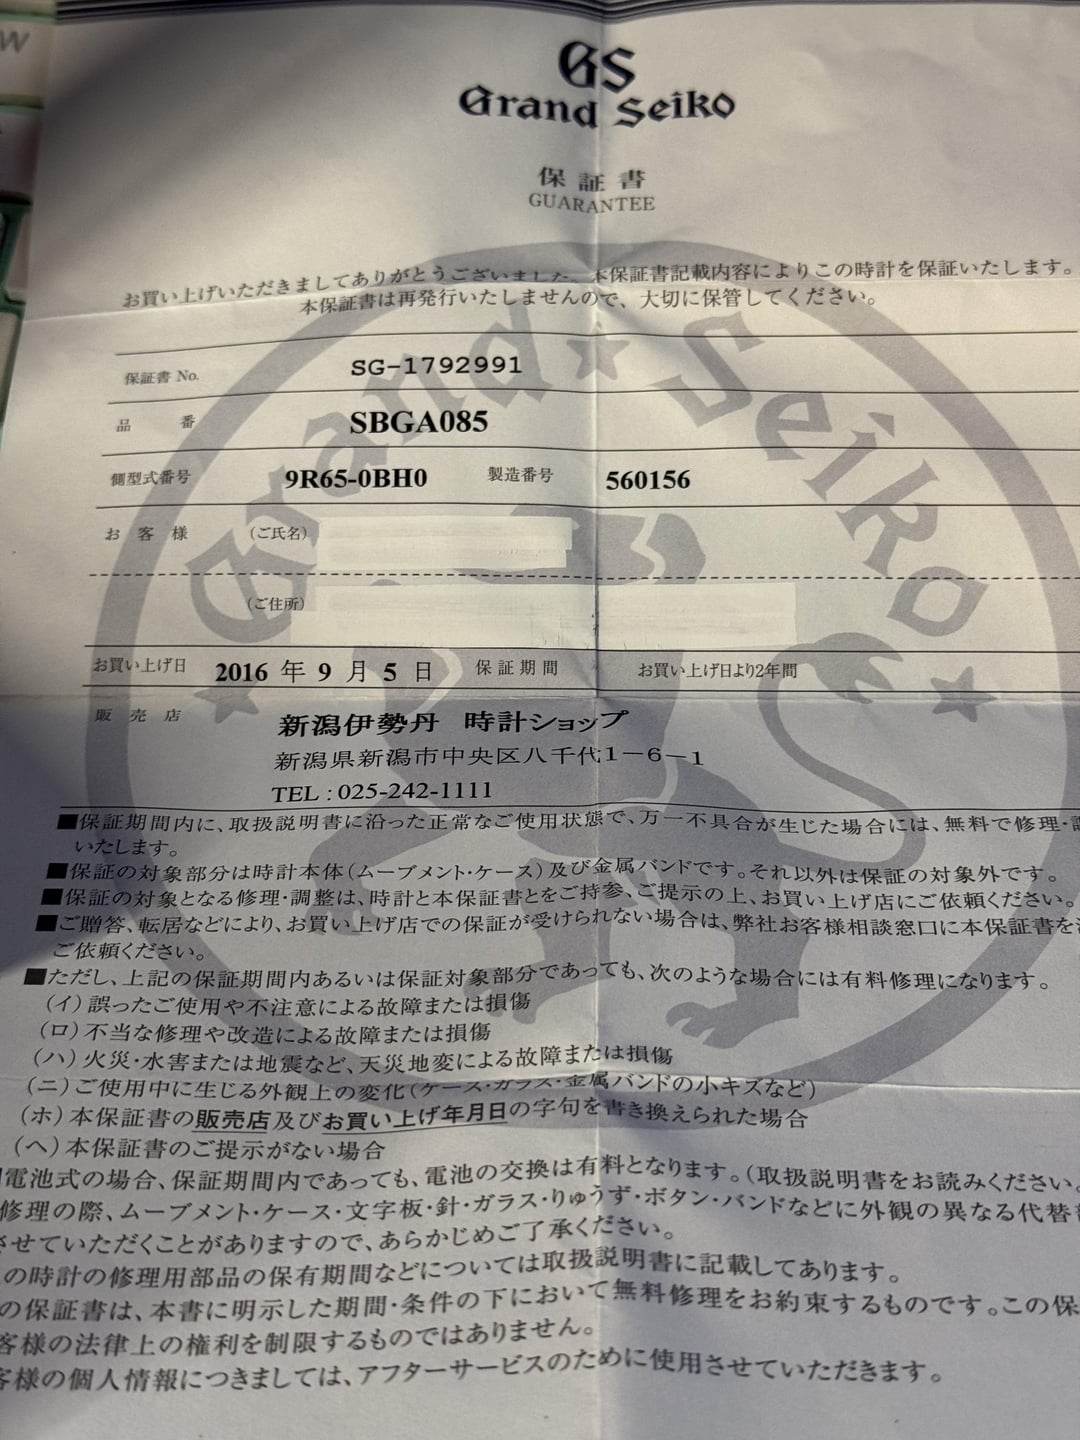 W
GS
Grand Seiko
保証書
GUARANTEE
お買い上げいただきましてありがとうございました。本保証書記載内容によりこの時計を保証いたします。
本保証書は再発行いたしませんので、大切に保管してください。
Grand Seiko
保証書 No. SG-1792991
品番 SBGA085
側型式番号 9R65-0BH0 製造番号 560156
お客様 (ご氏名)
(ご住所)
お買い上げ日 2016 年 9 月 5 日 保証期間 お買い上げ日より2年間
販売店 新潟伊勢丹 時計ショップ
新潟県新潟市中央区八千代1-6-1
TEL : 025-242-1111
■保証期間内に、取扱説明書に沿った正常なご使用状態で、万一不具合が生じた場合には、無料で修理・
いたします。
■保証の対象部分は時計本体(ムーブメント・ケース)及び金属バンドです。それ以外は保証の対象外です。
■保証の対象となる修理・調整は、時計と本保証書とをご持参、ご提示の上、お買い上げ店にご依頼ください。
■ご贈答、転居などにより、お買い上げ店での保証が受けられない場合は、弊社お客様相談窓口に本保証書を
ご依頼ください。
■ただし、上記の保証期間内あるいは保証対象部分であっても、次のような場合には有料修理になります。
(イ)誤ったご使用や不注意による故障または損傷
(ロ)不当な修理や改造による故障または損傷
(ハ)火災・水害または地震など、天災地変による故障または損傷
(ニ)ご使用中に生じる外観上の変化(ケース・ガラス・金属バンドの小キズなど)
(ホ)本保証書の販売店及びお買い上げ年月日の字句を書き換えられた場合
(ヘ)本保証書のご提示がない場合
電池式の場合、保証期間内であっても、電池の交換は有料となります。(取扱説明書をお読みください。
修理の際、ムーブメント・ケース・文字板・針・ガラス・りゅうず・ボタン・バンドなどに外観の異なる代替
させていただくことがありますので、あらかじめご了承ください。
の時計の修理用部品の保有期間などについては取扱説明書に記載してあります。
の保証書は、本書に明示した期間・条件の下において無料修理をお約束するものです。この保
客様の法律上の権利を制限するものではありません。
客様の個人情報につきましては、アフターサービスのために使用させていただきます。